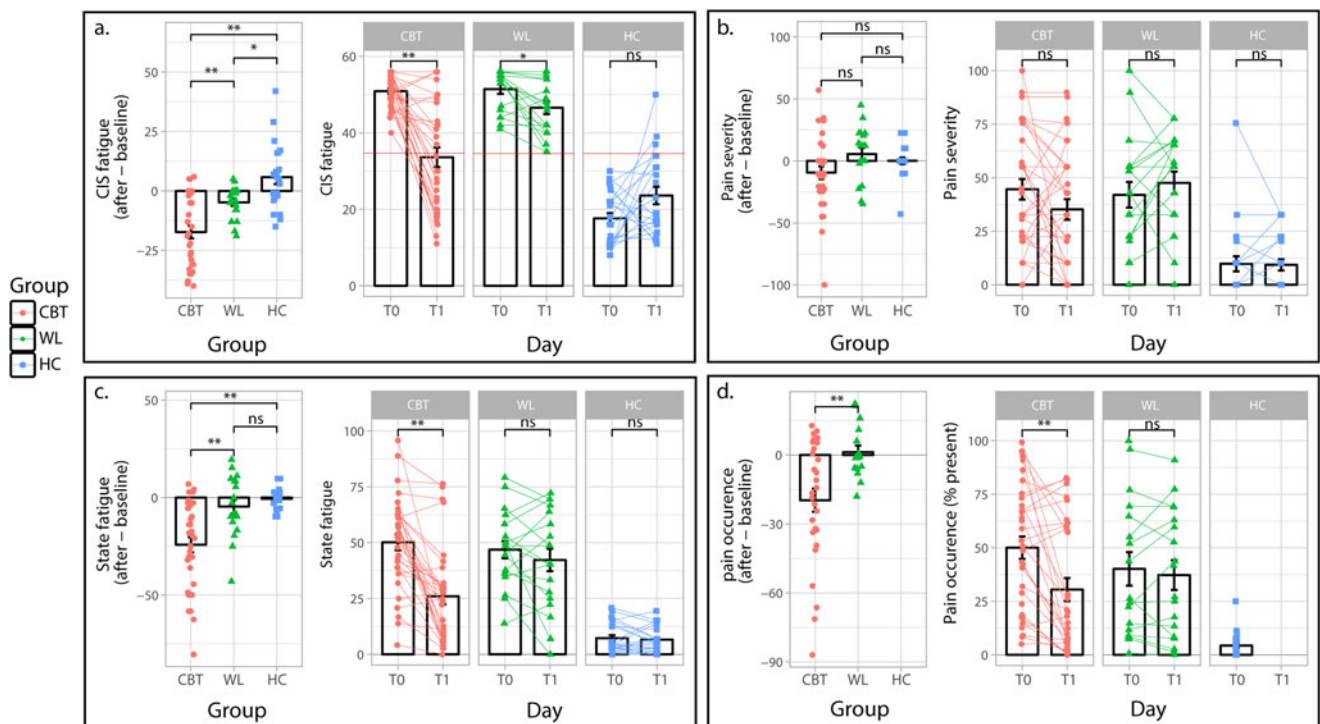 Group
CBT
WL
HC
a.
CIS fatigue
(after − baseline)
50
25
0
−25
**
*
**
CBT WL HC
Group
CIS fatigue
60
40
20
0
CBT WL HC
** * ns
T0 T1 T0 T1 T0 T1
Day
b.
Pain severity
(after − baseline)
100
50
0
−50
−100
ns
ns
ns
CBT WL HC
Group
Pain severity
100
75
50
25
0
CBT WL HC
ns ns ns
T0 T1 T0 T1 T0 T1
Day
c.
State fatigue
(after − baseline)
50
0
−50
**
ns
**
CBT WL HC
Group
State fatigue
100
75
50
25
0
CBT WL HC
** ns ns
T0 T1 T0 T1 T0 T1
Day
d.
pain occurence
(after − baseline)
0
−30
−60
−90
**
CBT WL HC
Group
Pain occurence (% present)
100
75
50
25
0
CBT WL HC
** ns
T0 T1 T0 T1 T0 T1
Day